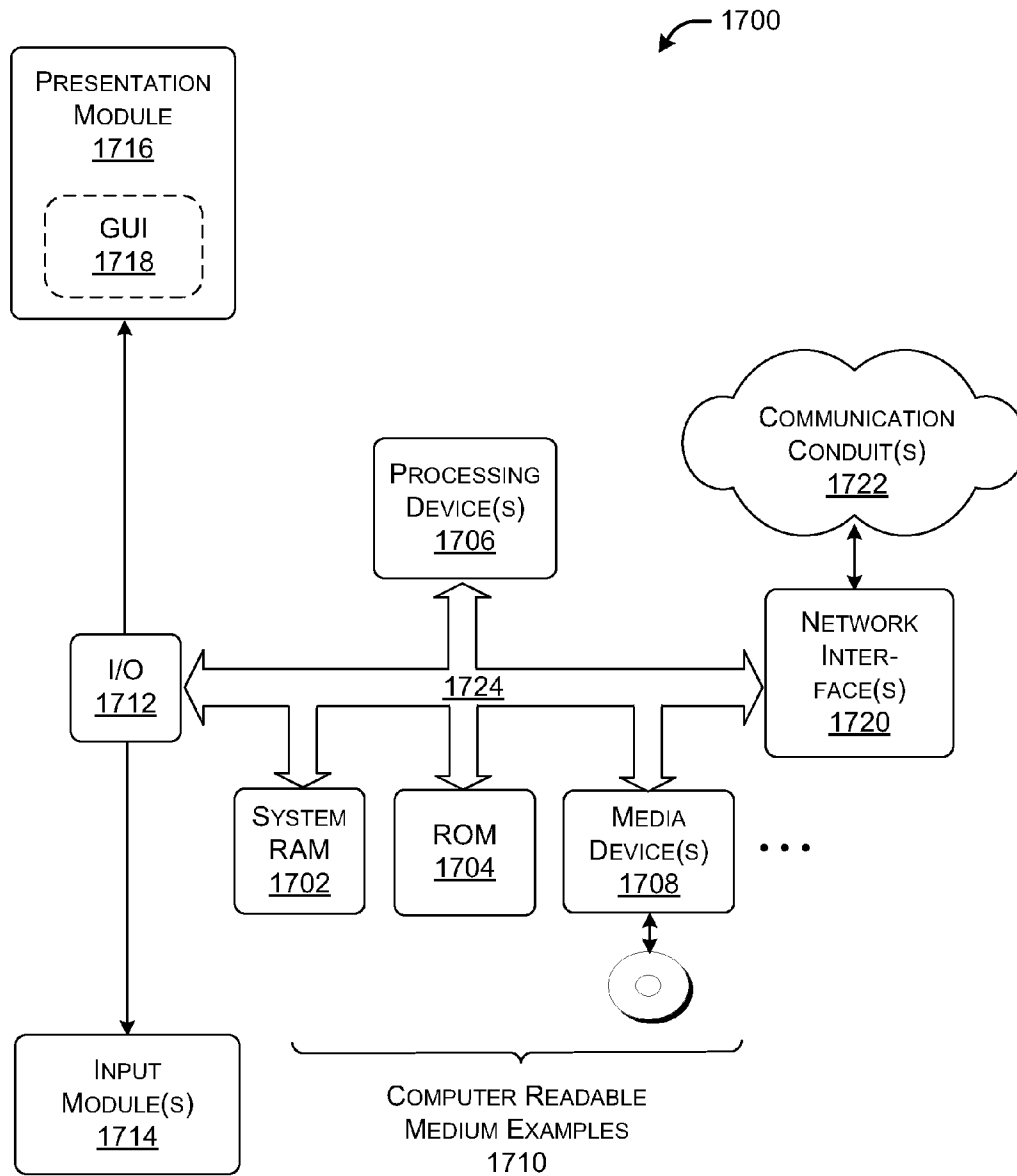 1700
PRESENTATION
MODULE
1716
GUI
1718
COMMUNICATION
CONDUIT(S)
1722
PROCESSING
DEVICE(S)
1706
I/O
1712
1724
NETWORK
INTER-
FACE(S)
1720
SYSTEM
RAM
1702
ROM
1704
MEDIA
DEVICE(S)
1708
• • •
INPUT
MODULE(S)
1714
COMPUTER READABLE
MEDIUM EXAMPLES
1710